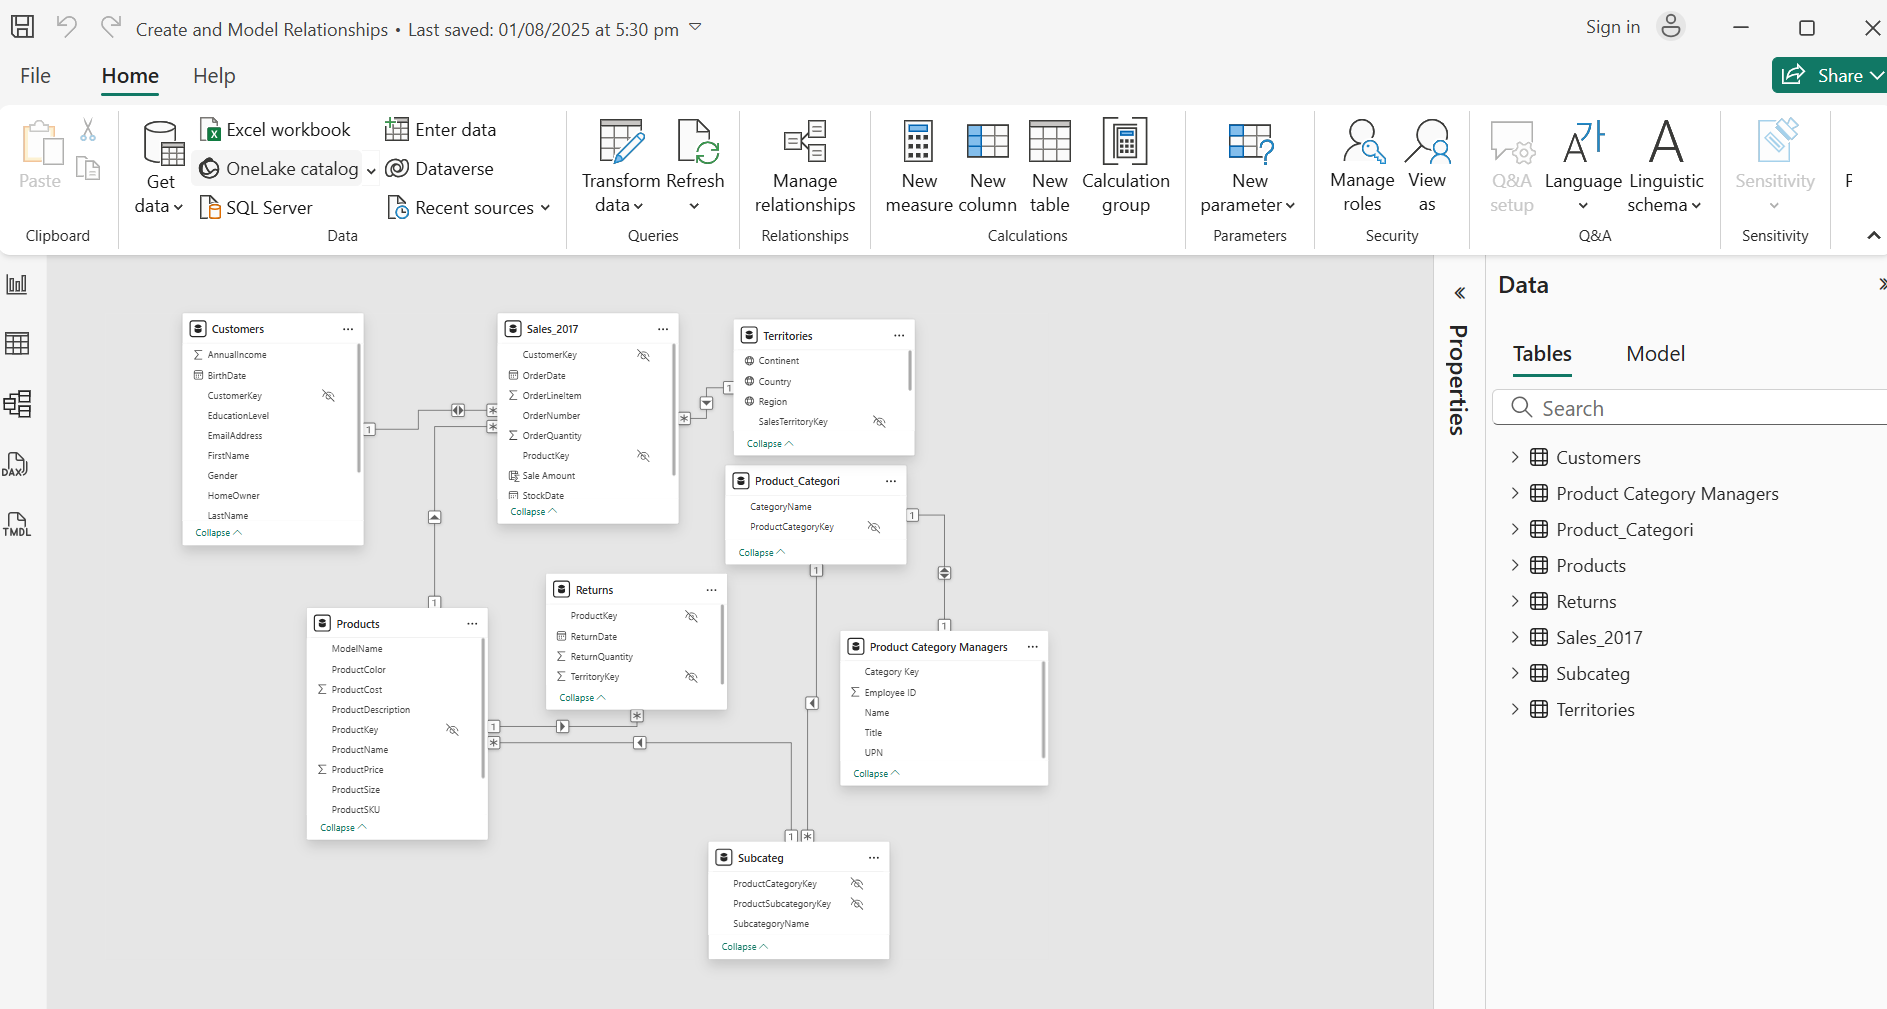 Create and Model Relationships • Last saved: 01/08/2025 at 5:30 pm
Sign in
File
Home
Help
Share
Paste
Clipboard
Get data
Excel workbook
OneLake catalog
SQL Server
Enter data
Dataverse
Recent sources
Data
Transform data
Refresh
Queries
Manage relationships
Relationships
New measure
New column
New table
Calculation group
Calculations
New parameter
Parameters
Manage roles
View as
Security
Q&A setup
Language
Linguistic schema
Q&A
Sensitivity
Sensitivity
DAX
TMDL
Customers
AnnualIncome
BirthDate
CustomerKey
EducationLevel
EmailAddress
FirstName
Gender
HomeOwner
LastName
Collapse
Sales_2017
CustomerKey
OrderDate
OrderLineItem
OrderNumber
OrderQuantity
ProductKey
Sale Amount
StockDate
Collapse
Territories
Continent
Country
Region
SalesTerritoryKey
Collapse
Product_Categori
CategoryName
ProductCategoryKey
Collapse
Returns
ProductKey
ReturnDate
ReturnQuantity
TerritoryKey
Collapse
Products
ModelName
ProductColor
ProductCost
ProductDescription
ProductKey
ProductName
ProductPrice
ProductSize
ProductSKU
Collapse
Product Category Managers
Category Key
Employee ID
Name
Title
UPN
Collapse
Subcateg
ProductCategoryKey
ProductSubcategoryKey
SubcategoryName
Collapse
1
*
*
1
*
1
1
1
1
1
1
*
*
1
*
Properties
Data
Tables
Model
Search
Customers
Product Category Managers
Product_Categori
Products
Returns
Sales_2017
Subcateg
Territories